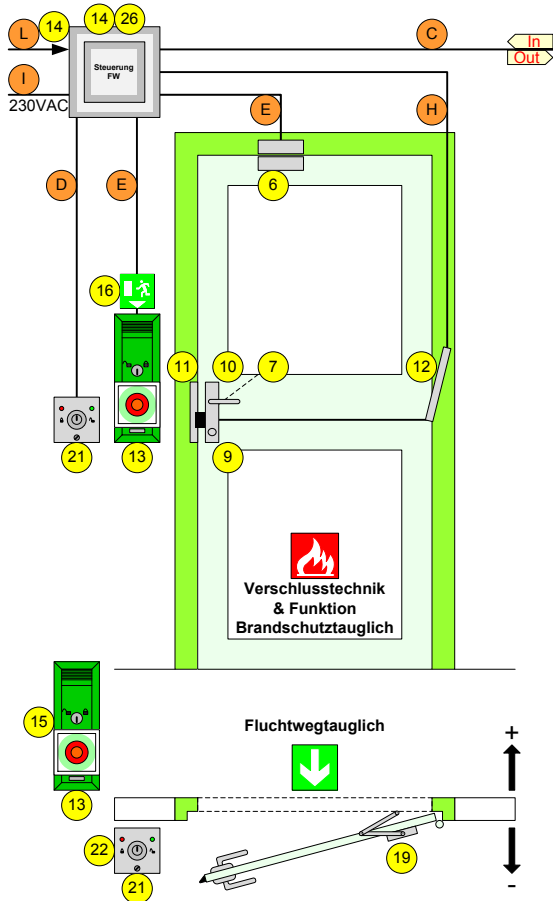 L
14
14
26
C
In
Out
Steuerung
FW
I
230VAC
E
H
6
D
E
16
11
10
7
12
21
13
9
Verschlusstechnik
& Funktion
Brandschutztauglich
15
Fluchtwegtauglich
+
13
22
19
21
-